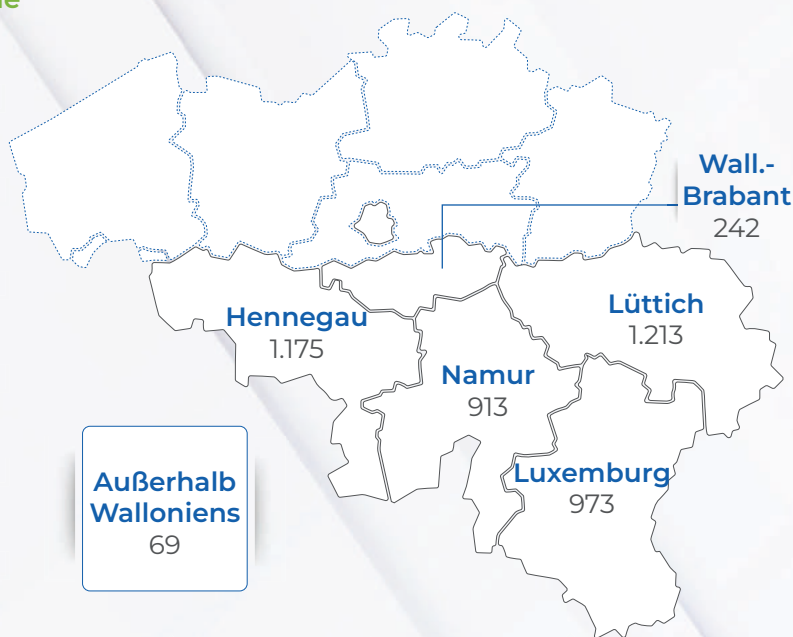 Wall.-
Brabant
242
Hennegau
1.175
Lüttich
1.213
Namur
913
Luxemburg
973
Außerhalb
Walloniens
69